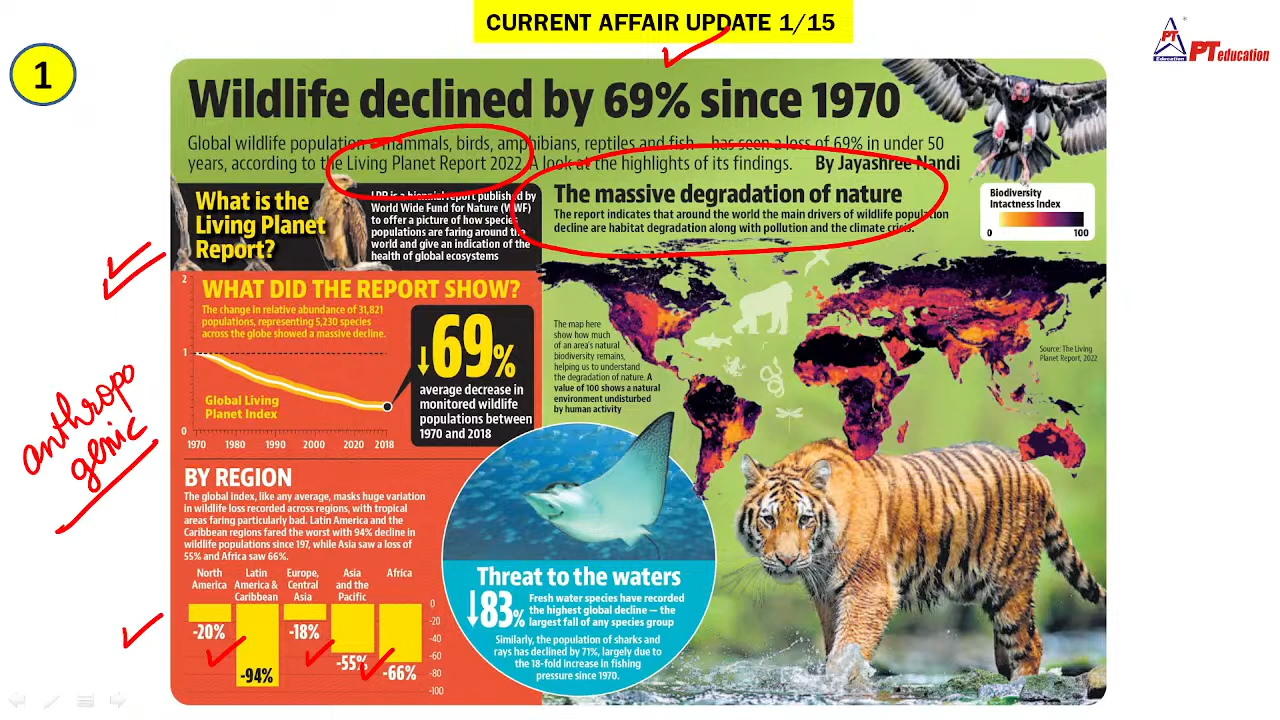 CURRENT AFFAIR UPDATE 1/15
1
PT
Education
PT education
Wildlife declined by 69% since 1970
Global wildlife population – mammals, birds, amphibians, reptiles and fish – has seen a loss of 69% in under 50
years, according to the Living Planet Report 2022. A look at the highlights of its findings. By Jayashree Nandi
What is the
Living Planet
Report?
LPR is a biennial report published by
World Wide Fund for Nature (WWF)
to offer a picture of how species
populations are faring around the
world and give an indication of the
health of global ecosystems
The massive degradation of nature
The report indicates that around the world the main drivers of wildlife population
decline are habitat degradation along with pollution and the climate crisis.
Biodiversity
Intactness Index
0 100
WHAT DID THE REPORT SHOW?
The change in relative abundance of 31,821
populations, representing 5,230 species
across the globe showed a massive decline.
2
1
0
Global Living
Planet Index
1970 1980 1990 2000 2020 2018
↓69%
average decrease in
monitored wildlife
populations between
1970 and 2018
The map here
show how much
of an area's natural
biodiversity remains,
helping us to understand
the degradation of nature. A
value of 100 shows a natural
environment undisturbed
by human activity
Source: The Living
Planet Report, 2022
anthropo
genic
BY REGION
The global index, like any average, masks huge variation
in wildlife loss recorded across regions, with tropical
areas faring particularly bad. Latin America and the
Caribbean regions fared the worst with 94% decline in
wildlife populations since 197, while Asia saw a loss of
55% and Africa saw 66%.
North
America
Latin
America &
Caribbean
Europe,
Central
Asia
Asia
and the
Pacific
Africa
-20%
-94%
-18%
-55%
-66%
0
-20
-40
-60
-80
-100
Threat to the waters
↓83%
Fresh water species have recorded
the highest global decline — the
largest fall of any species group
Similarly, the population of sharks and
rays has declined by 71%, largely due to
the 18-fold increase in fishing
pressure since 1970.